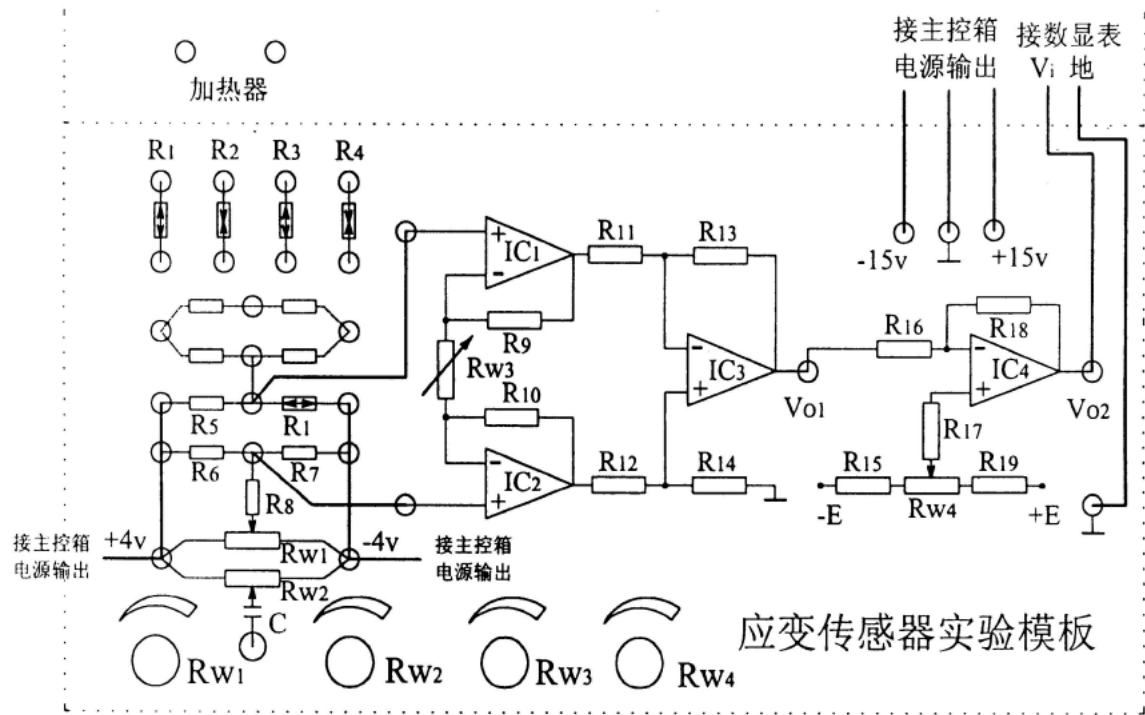 接主控箱 接数显表
电源输出 Vi 地
加热器
R1 R2 R3 R4
-15v +15v
IC1 R11 R13
R9
RW3
R10
IC3
VO1
R16 R18
IC4
VO2
R17
R5 R1
R6 R7
IC2 R12 R14
R15 R19
-E RW4 +E
R8
接主控箱 +4v
电源输出
RW1
-4v 接主控箱
电源输出
RW2
C
RW1 RW2 RW3 RW4
应变传感器实验模板